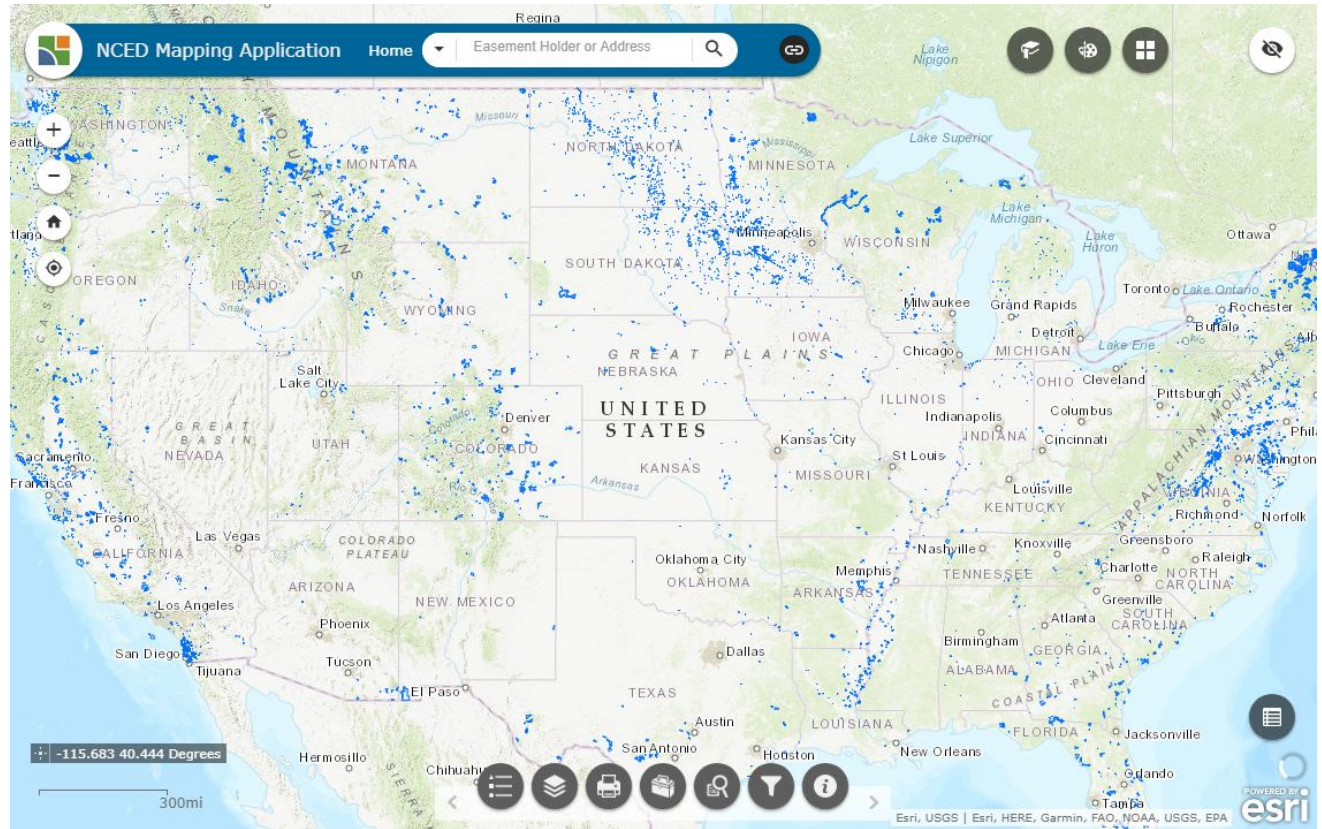 Regina
NCED Mapping Application
Home
Easement Holder or Address
Lake
Nipigon
+
WASHINGTON
Missouri
NORTH DAKOTA
Mississippi
Lake Superior
−
MONTANA
MINNESOTA
Lake
Michigan
Minneapolis
Lake
Huron
Ottawa
WISCONSIN
OREGON
IDAHO
SOUTH DAKOTA
MOUNTAINS
Toronto
Lake Ontario
Snake
WYOMING
Milwaukee
Grand Rapids
Rochester
Buffalo
IOWA
Detroit
Chicago
MICHIGAN
Lake Erie
Ohio
GREAT PLAINS
NEBRASKA
Salt
Lake City
OHIO
Cleveland
Pittsburgh
ILLINOIS
UNITED
STATES
Denver
Indianapolis
Columbus
GREAT
BASIN
NEVADA
UTAH
Colorado
COLORADO
Kansas City
INDIANA
Cincinnati
APPALACHIAN MOUNTAINS
Sacramento
St Louis
KANSAS
MISSOURI
Arkansas
Louisville
VIRGINIA
KENTUCKY
Richmond
Norfolk
Fresno
Las Vegas
COLORADO
PLATEAU
CALIFORNIA
Oklahoma City
Nashville
Knoxville
Greensboro
Raleigh
OKLAHOMA
Memphis
TENNESSEE
Charlotte
NORTH
CAROLINA
ARIZONA
NEW MEXICO
ARKANSAS
Los Angeles
Greenville
SOUTH
CAROLINA
Phoenix
Atlanta
Birmingham
San Diego
Tijuana
Tucson
Dallas
GEORGIA
ALABAMA
El Paso
TEXAS
COASTAL PLAIN
Austin
LOUISIANA
FLORIDA
Jacksonville
-115.683 40.444 Degrees
Hermosillo
San Antonio
Houston
New Orleans
Orlando
300mi
Tampa
POWERED BY
esri
Esri, USGS | Esri, HERE, Garmin, FAO, NOAA, USGS, EPA